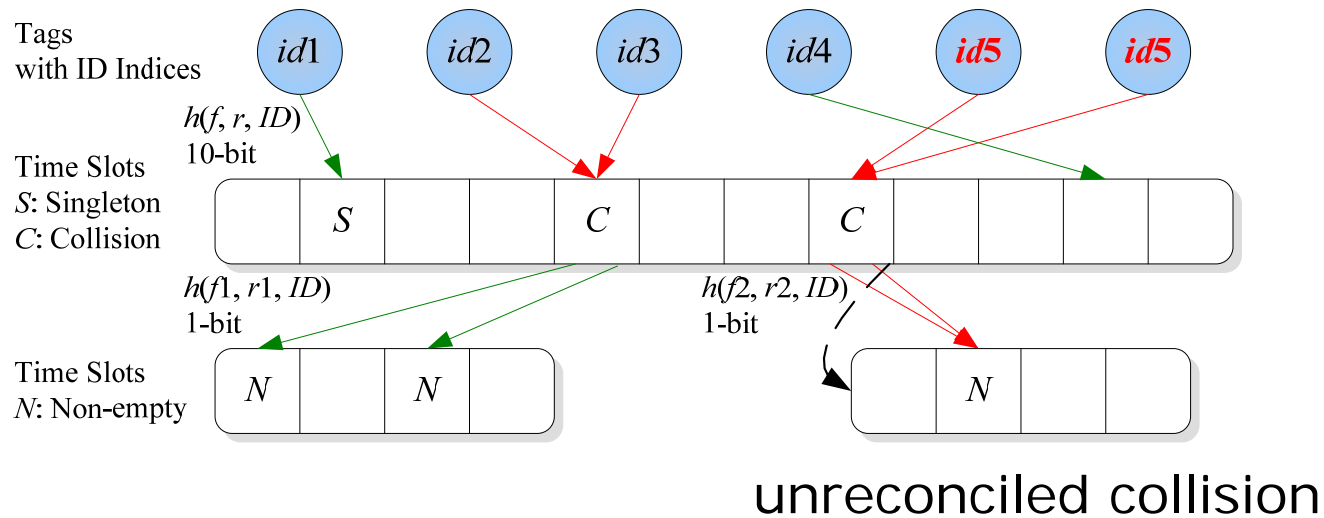 Tags
with ID Indices
id1 id2 id3 id4 id5 id5
h(f, r, ID)
10-bit
Time Slots
S: Singleton
C: Collision
S C C
h(f1, r1, ID)
1-bit
h(f2, r2, ID)
1-bit
Time Slots
N: Non-empty
N N N
unreconciled collision